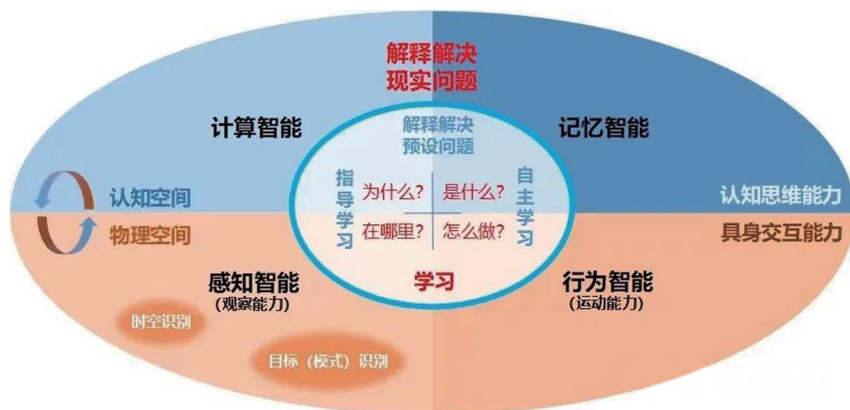 解释解决
现实问题
计算智能
记忆智能
解释解决
预设问题
指导学习
为什么?
是什么?
自主学习
在哪里?
怎么做?
认知空间
认知思维能力
物理空间
具身交互能力
感知智能
(观察能力)
学习
行为智能
(运动能力)
时空识别
目标（模式）识别